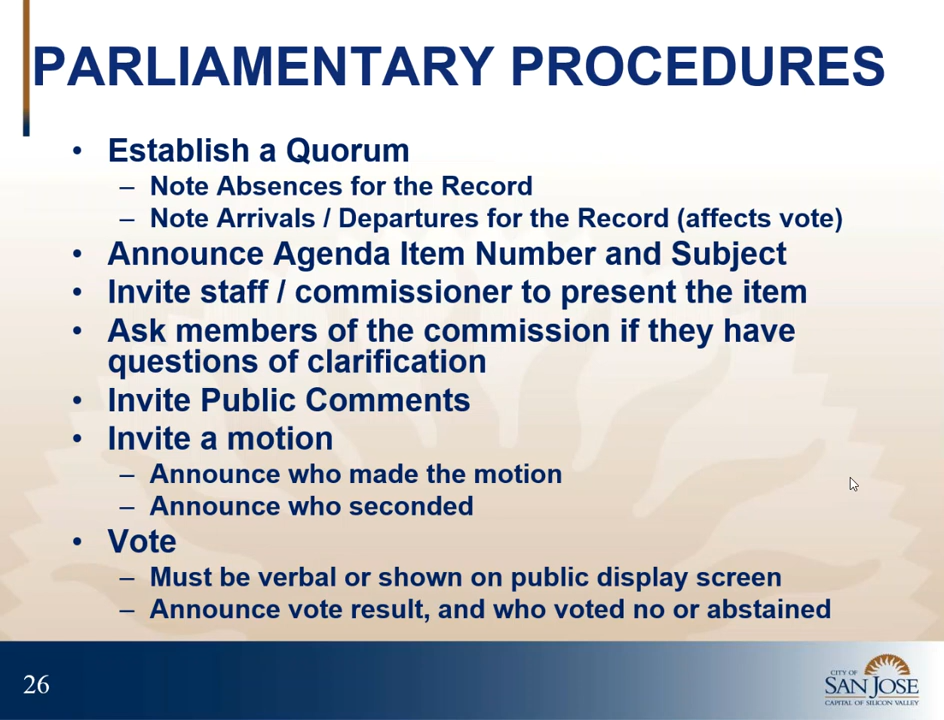 PARLIAMENTARY PROCEDURES
• Establish a Quorum
– Note Absences for the Record
– Note Arrivals / Departures for the Record (affects vote)
• Announce Agenda Item Number and Subject
• Invite staff / commissioner to present the item
• Ask members of the commission if they have
questions of clarification
• Invite Public Comments
• Invite a motion
– Announce who made the motion
– Announce who seconded
• Vote
– Must be verbal or shown on public display screen
– Announce vote result, and who voted no or abstained
26
CITY OF
SAN JOSE
CAPITAL OF SILICON VALLEY